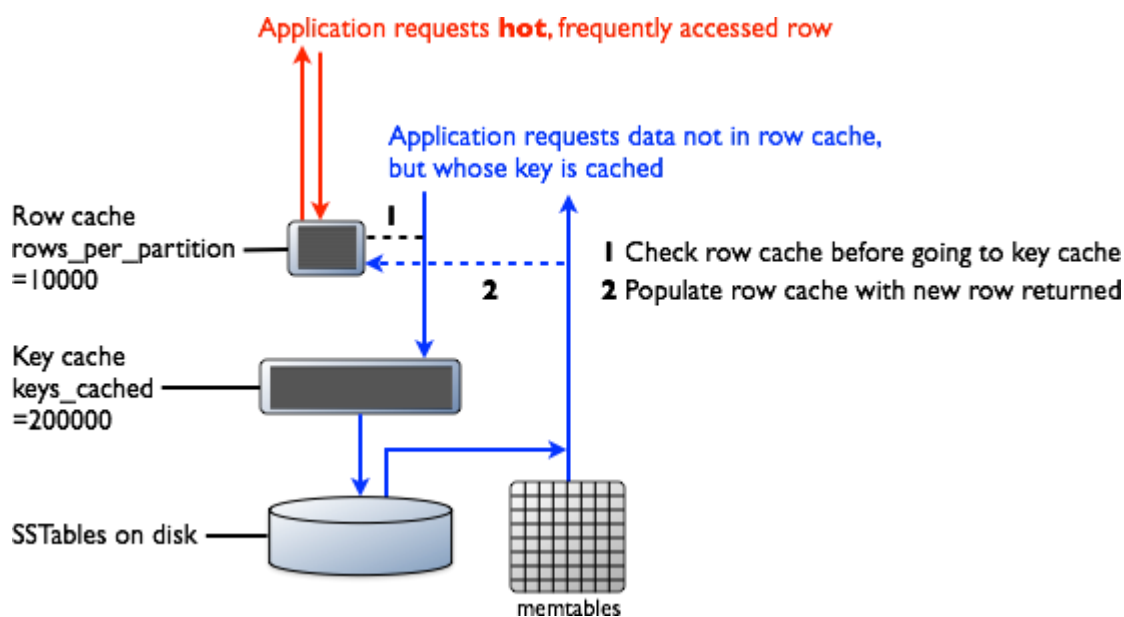 Application requests hot, frequently accessed row
Application requests data not in row cache,
but whose key is cached
Row cache
rows_per_partition
=10000
1
2
1 Check row cache before going to key cache
2 Populate row cache with new row returned
Key cache
keys_cached
=200000
SSTables on disk
memtables